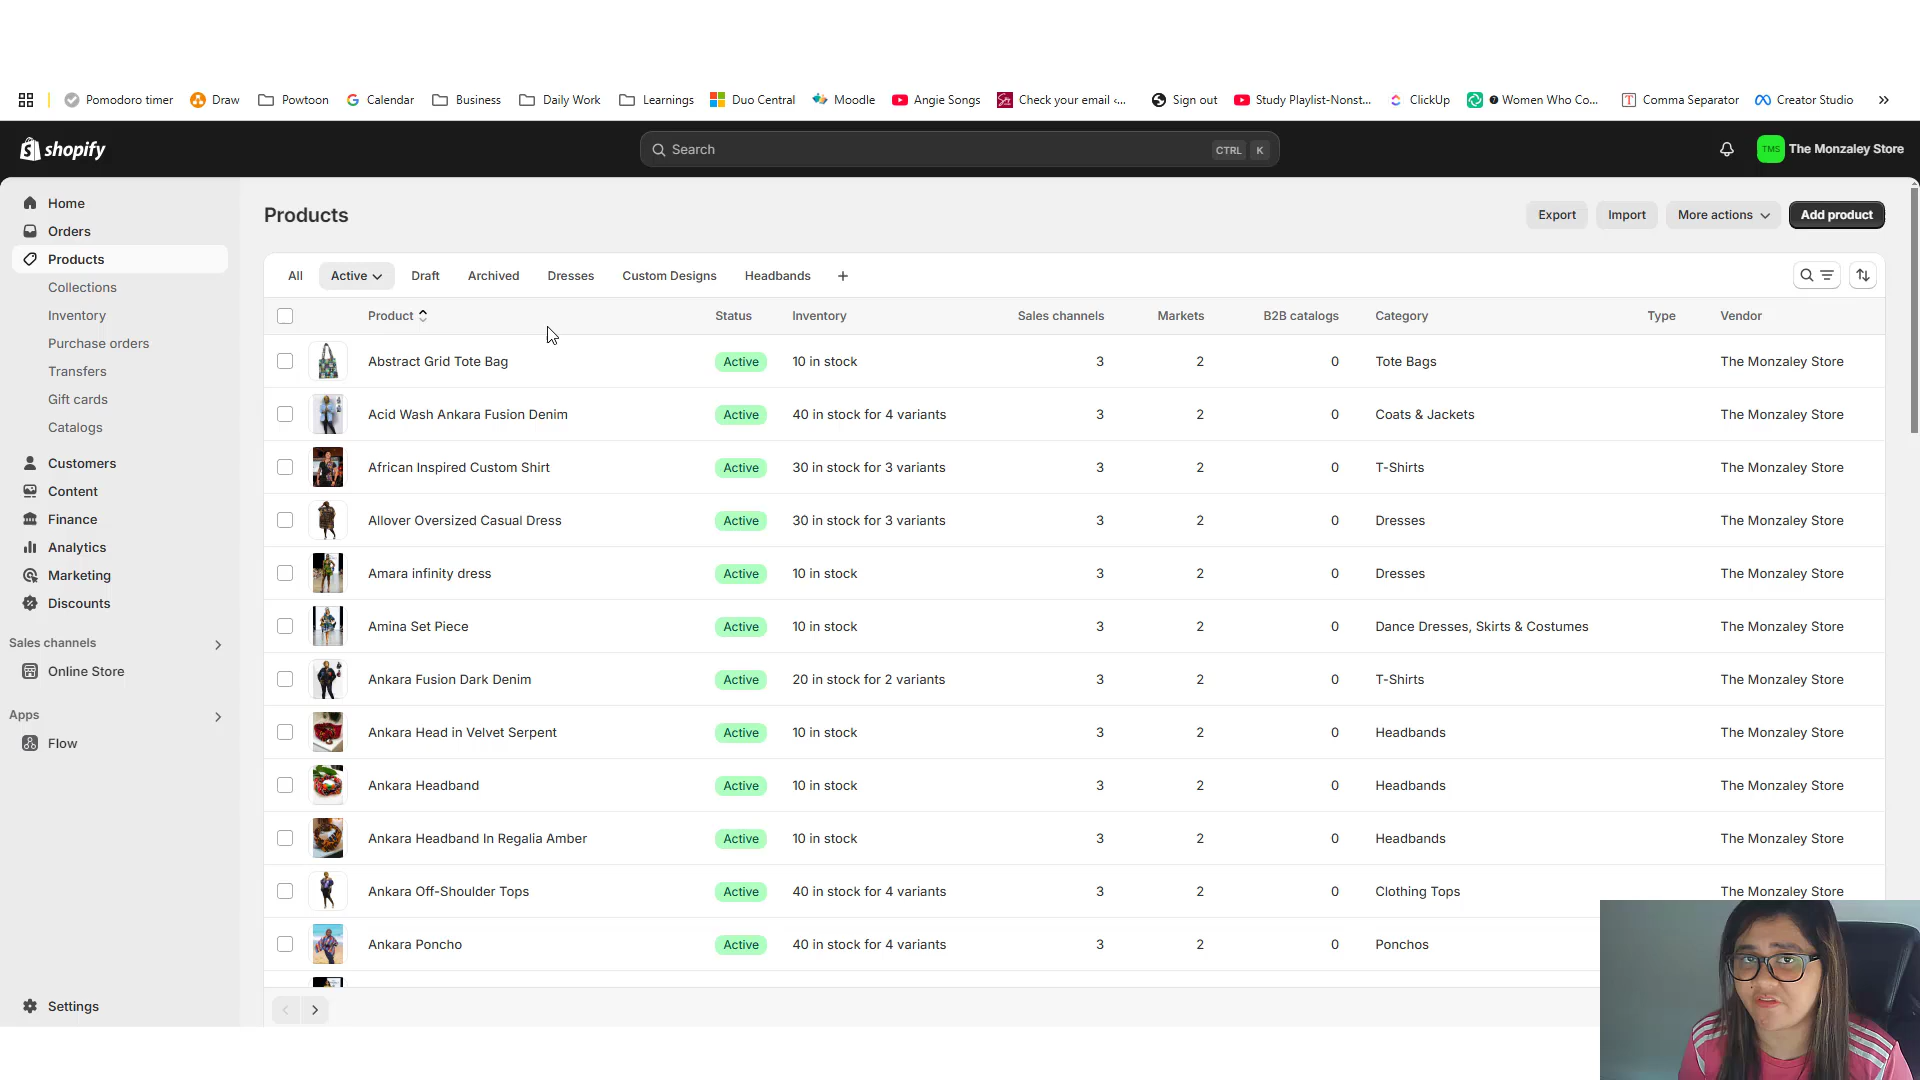 Pomodoro timer Draw Powtoon Calendar Business Daily Work Learnings Duo Central Moodle Angie Songs Check your email ‹... Sign out Study Playlist-Nonst... ClickUp Women Who Co... Comma Separator Creator Studio »
shopify Search CTRL K TMS The Monzaley Store
Home
Orders
Products
Collections
Inventory
Purchase orders
Transfers
Gift cards
Catalogs
Customers
Content
Finance
Analytics
Marketing
Discounts
Sales channels
Online Store
Apps
Flow
Settings
Products Export Import More actions Add product
All Active Draft Archived Dresses Custom Designs Headbands +
Product Status Inventory Sales channels Markets B2B catalogs Category Type Vendor
Abstract Grid Tote Bag Active 10 in stock 3 2 0 Tote Bags The Monzaley Store
Acid Wash Ankara Fusion Denim Active 40 in stock for 4 variants 3 2 0 Coats & Jackets The Monzaley Store
African Inspired Custom Shirt Active 30 in stock for 3 variants 3 2 0 T-Shirts The Monzaley Store
Allover Oversized Casual Dress Active 30 in stock for 3 variants 3 2 0 Dresses The Monzaley Store
Amara infinity dress Active 10 in stock 3 2 0 Dresses The Monzaley Store
Amina Set Piece Active 10 in stock 3 2 0 Dance Dresses, Skirts & Costumes The Monzaley Store
Ankara Fusion Dark Denim Active 20 in stock for 2 variants 3 2 0 T-Shirts The Monzaley Store
Ankara Head in Velvet Serpent Active 10 in stock 3 2 0 Headbands The Monzaley Store
Ankara Headband Active 10 in stock 3 2 0 Headbands The Monzaley Store
Ankara Headband In Regalia Amber Active 10 in stock 3 2 0 Headbands The Monzaley Store
Ankara Off-Shoulder Tops Active 40 in stock for 4 variants 3 2 0 Clothing Tops The Monzaley Store
Ankara Poncho Active 40 in stock for 4 variants 3 2 0 Ponchos